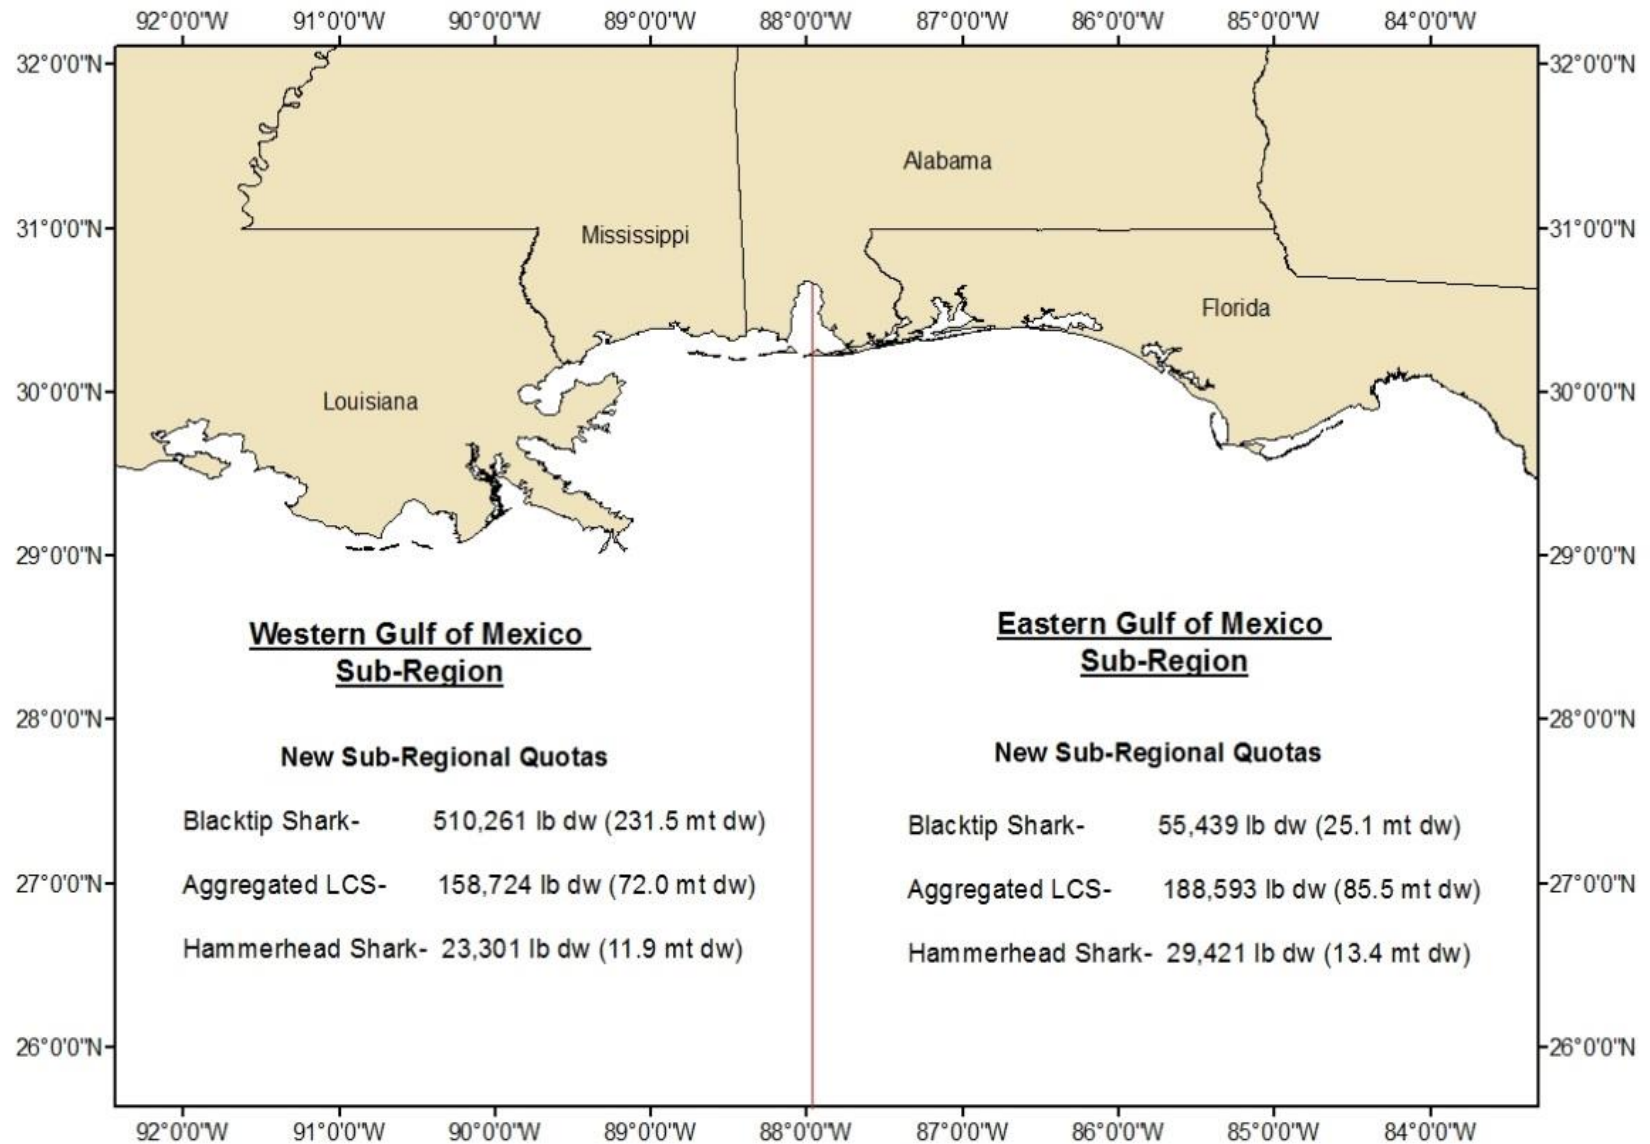 92°0'0"W 91°0'0"W 90°0'0"W 89°0'0"W 88°0'0"W 87°0'0"W 86°0'0"W 85°0'0"W 84°0'0"W
32°0'0"N 32°0'0"N
Alabama
31°0'0"N 31°0'0"N
Mississippi
Florida
30°0'0"N 30°0'0"N
Louisiana
29°0'0"N 29°0'0"N
Western Gulf of Mexico
Sub-Region
28°0'0"N
New Sub-Regional Quotas
Blacktip Shark- 510,261 lb dw (231.5 mt dw)
27°0'0"N
Aggregated LCS- 158,724 lb dw (72.0 mt dw)
Hammerhead Shark- 23,301 lb dw (11.9 mt dw)
26°0'0"N
Eastern Gulf of Mexico
Sub-Region
28°0'0"N
New Sub-Regional Quotas
Blacktip Shark- 55,439 lb dw (25.1 mt dw)
27°0'0"N
Aggregated LCS- 188,593 lb dw (85.5 mt dw)
Hammerhead Shark- 29,421 lb dw (13.4 mt dw)
26°0'0"N
92°0'0"W 91°0'0"W 90°0'0"W 89°0'0"W 88°0'0"W 87°0'0"W 86°0'0"W 85°0'0"W 84°0'0"W